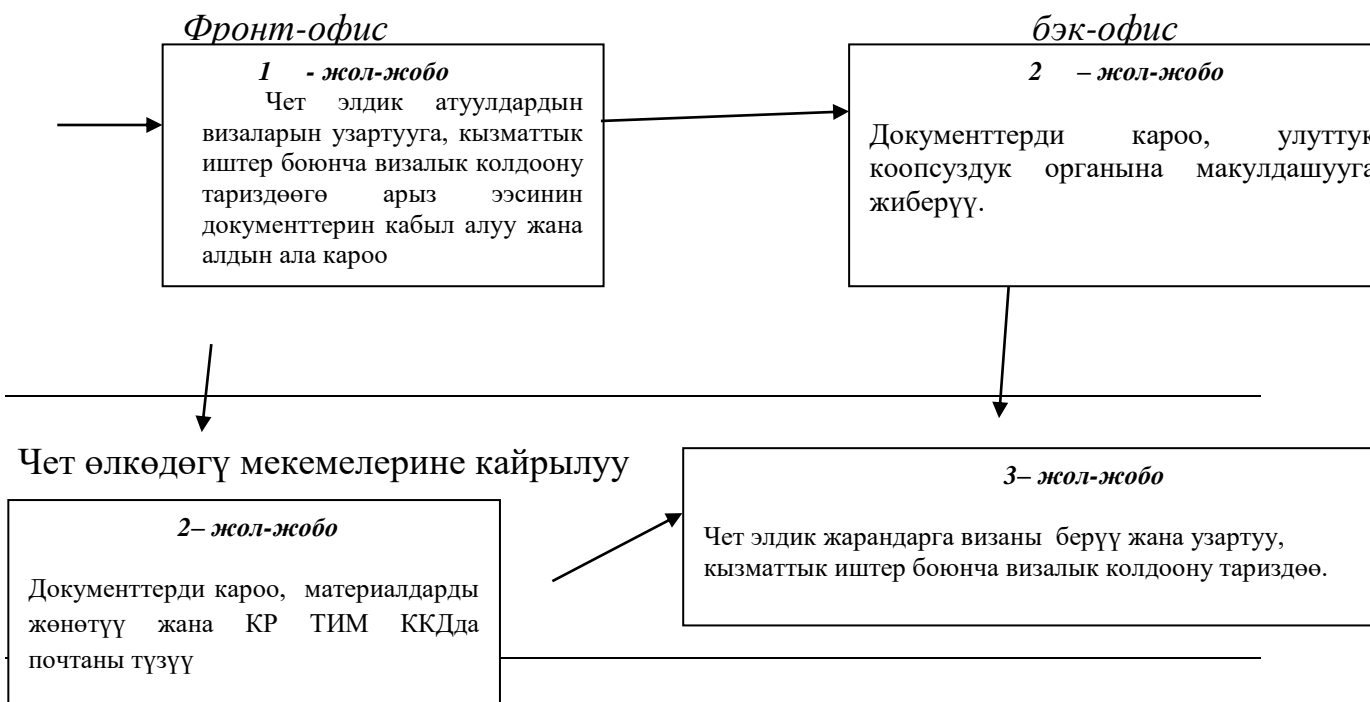 Фронт-офис
бэк-офис
1 - жол-жобо
Чет элдик атуулдардын
визаларын узартууга, кызматтык
иштер боюнча визалык колдоону
тариздөөгө арыз ээсинин
документтерин кабыл алуу жана
алдын ала кароо
2 – жол-жобо
Документтерди кароо, улуттук
коопсуздук органына макулдашууга
жиберүү.
Чет өлкөдөгү мекемелерине кайрылуу
2– жол-жобо
Документтерди кароо, материалдарды
жөнөтүү жана КР ТИМ ККДда
почтаны түзүү
3– жол-жобо
Чет элдик жарандарга визаны берүү жана узартуу,
кызматтык иштер боюнча визалык колдоону тариздөө.